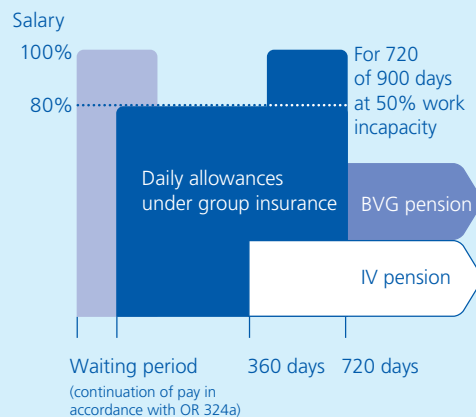 Salary
100%
80%
For 720
of 900 days
at 50% work
incapacity
Daily allowances
under group insurance
BVG pension
IV pension
Waiting period
(continuation of pay in
accordance with OR 324a)
360 days
720 days